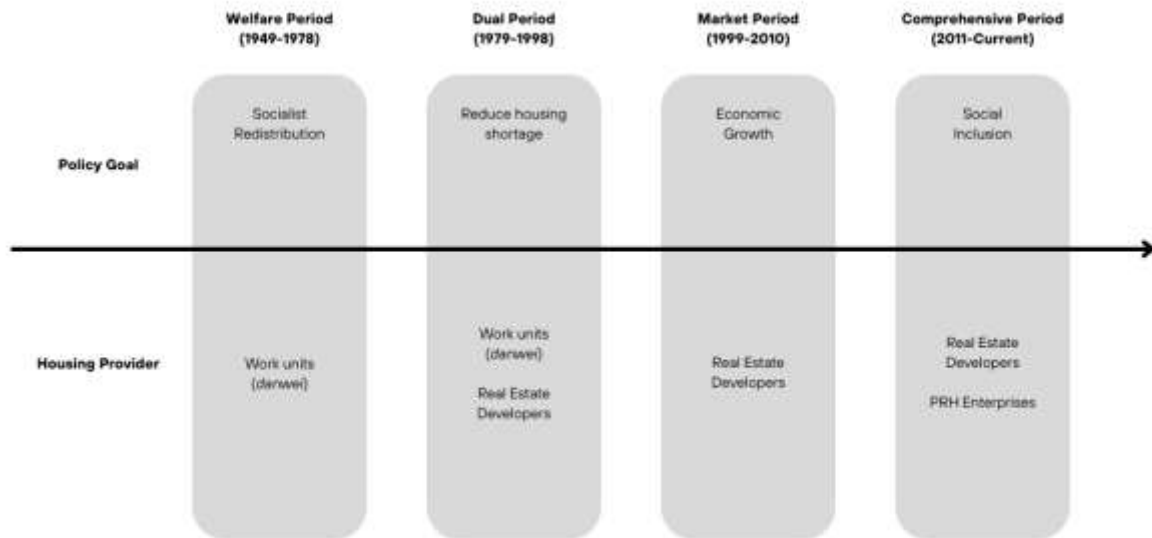 Welfare Period
(1949-1978)
Dual Period
(1979-1998)
Market Period
(1999-2010)
Comprehensive Period
(2011-Current)
Policy Goal
Socialist
Redistribution
Reduce housing
shortage
Economic
Growth
Social
Inclusion
Housing Provider
Work units
(danwei)
Work units
(danwei)
Real Estate
Developers
Real Estate
Developers
Real Estate
Developers
PRH Enterprises